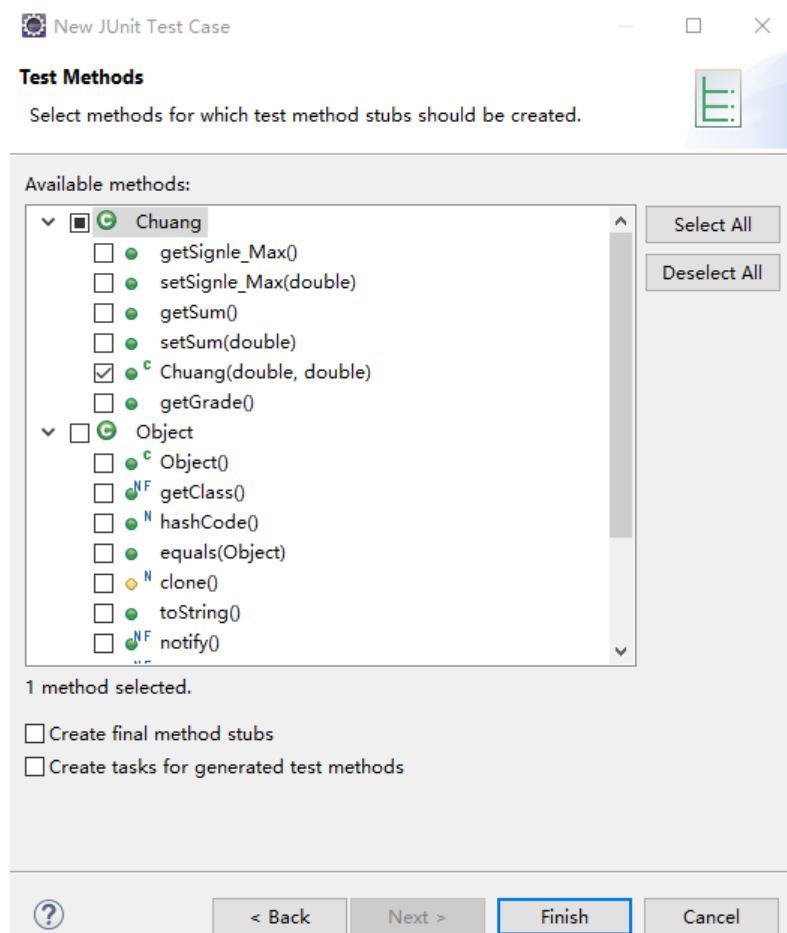 New JUnit Test Case
Test Methods
Select methods for which test method stubs should be created.
Available methods:
C Chuang
getSignle_Max()
setSignle_Max(double)
getSum()
setSum(double)
C Chuang(double, double)
getGrade()
C Object
C Object()
NF getClass()
N hashCode()
equals(Object)
N clone()
toString()
NF notify()
Select All
Deselect All
1 method selected.
Create final method stubs
Create tasks for generated test methods
?
< Back
Next >
Finish
Cancel